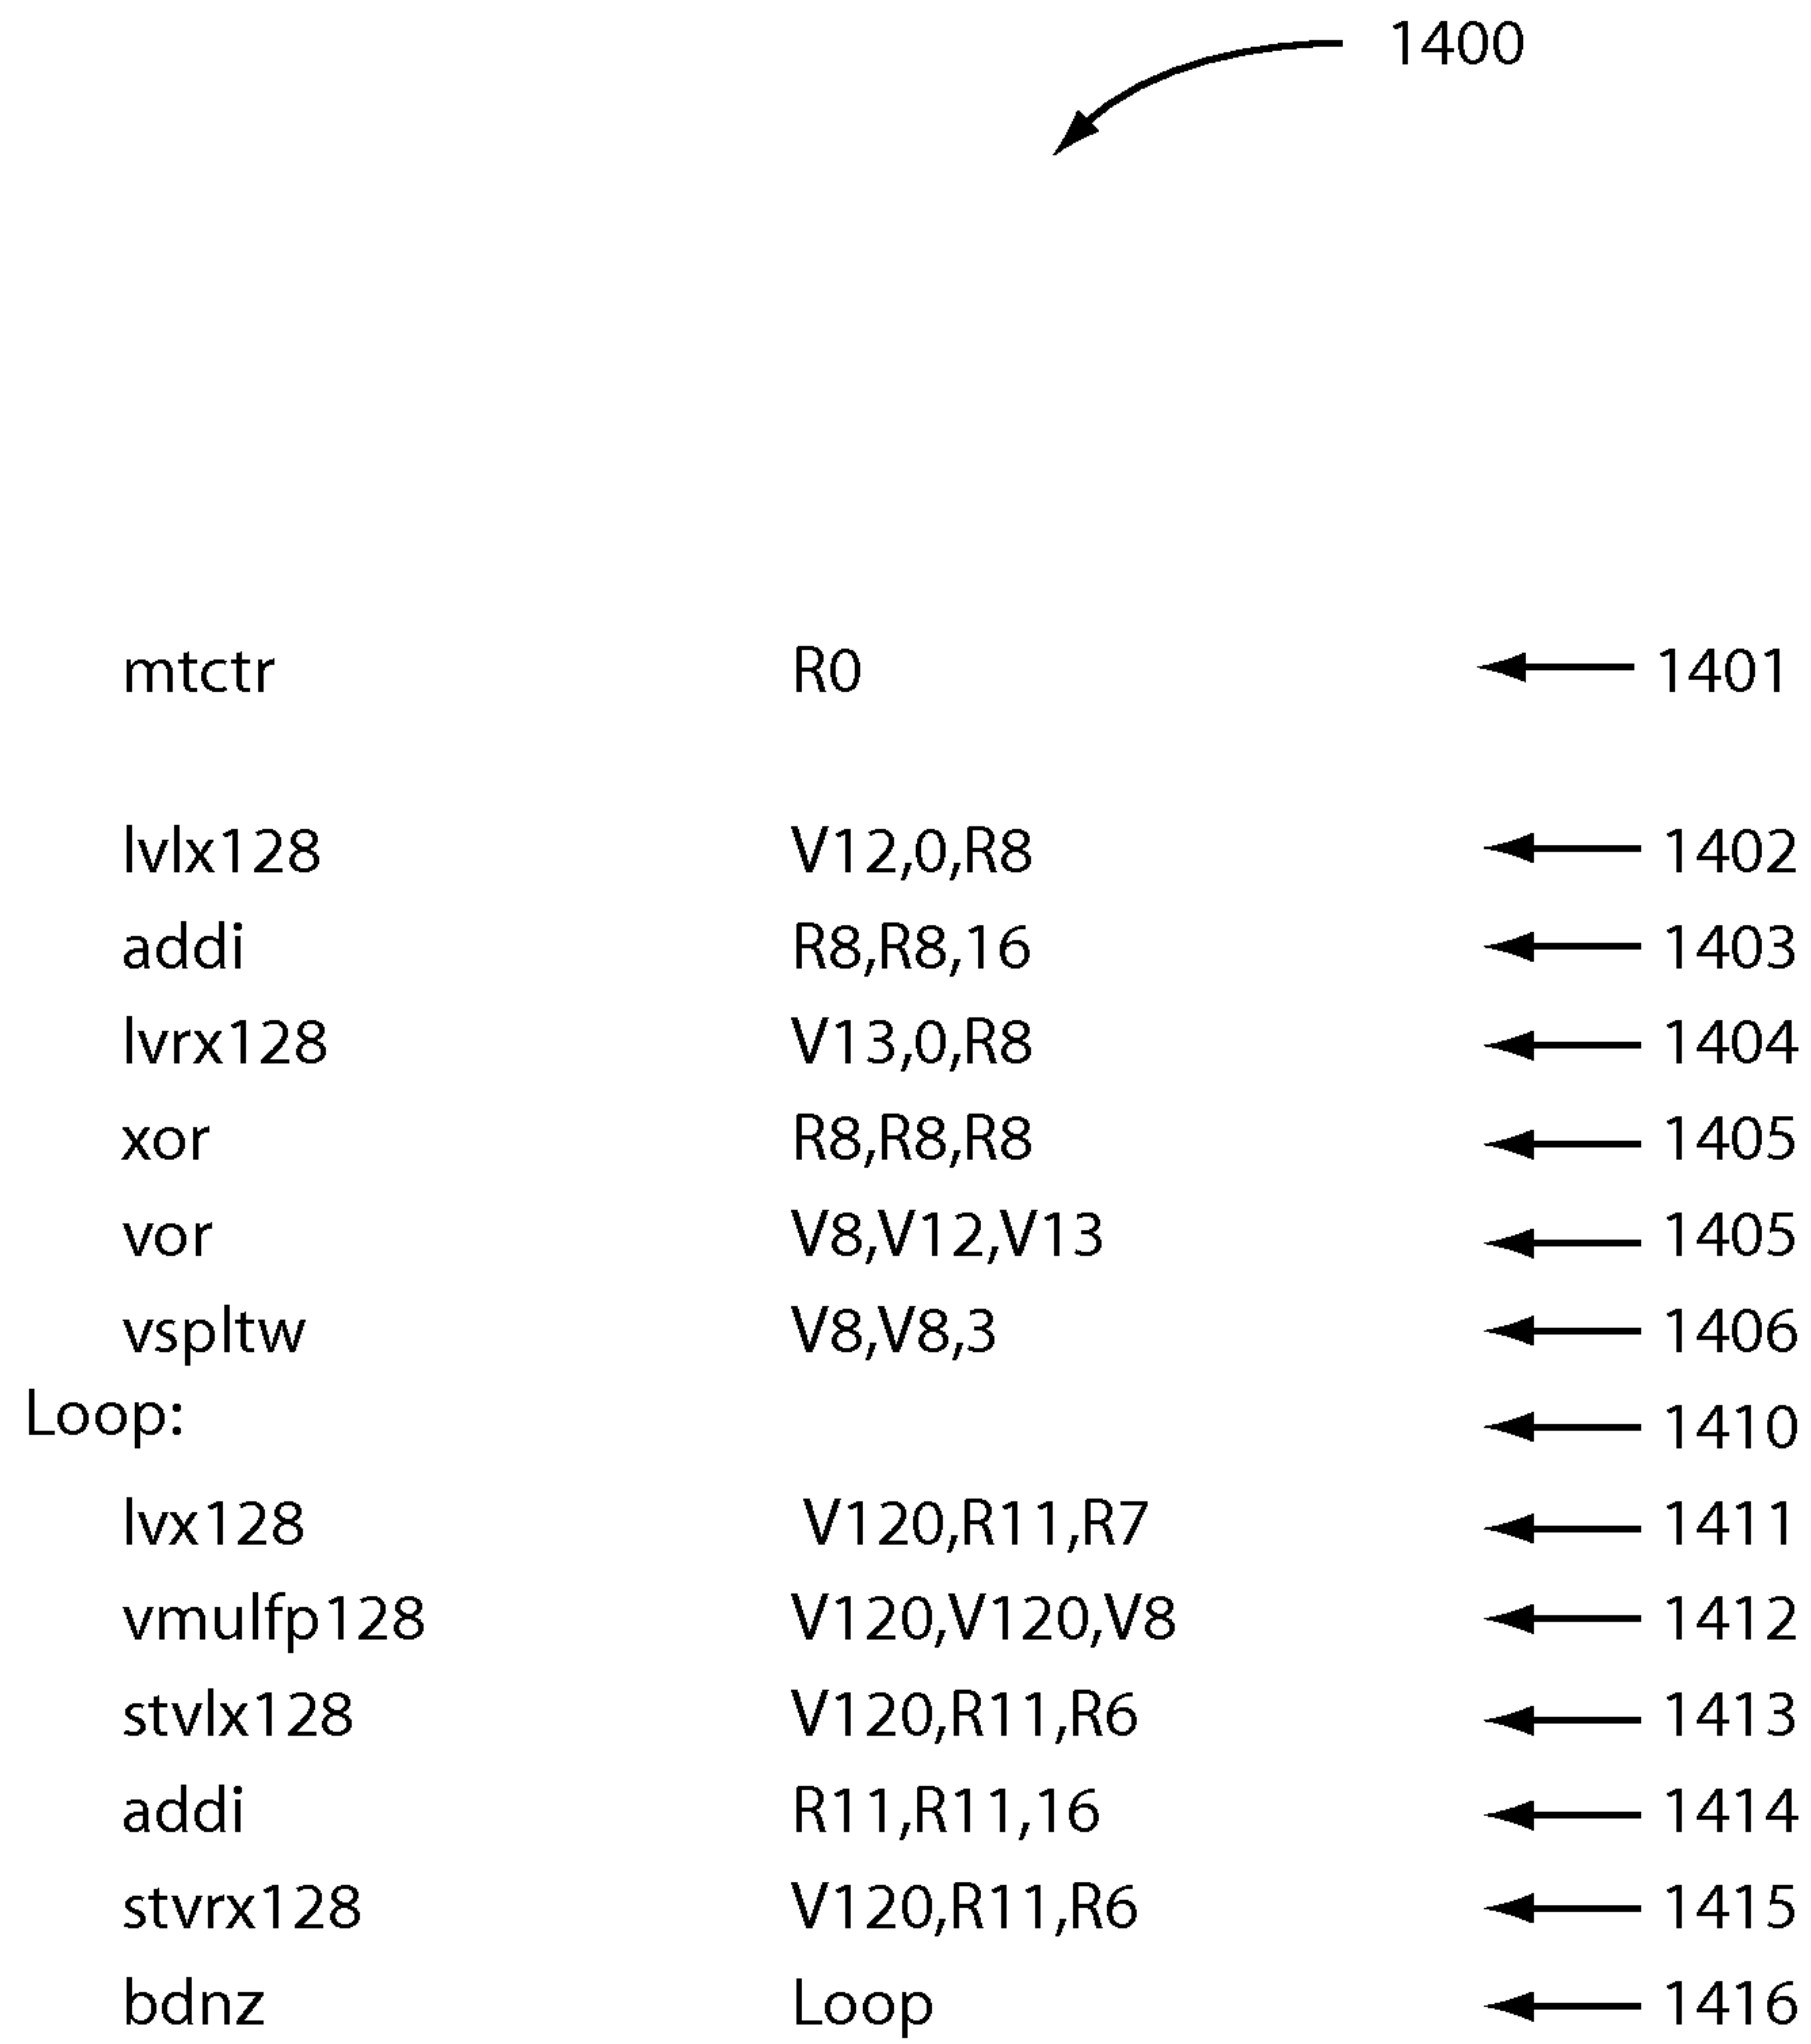 1400
mtctr R0 1401
lvlx128 V12,0,R8 1402
addi R8,R8,16 1403
lvrx128 V13,0,R8 1404
xor R8,R8,R8 1405
vor V8,V12,V13 1405
vspltw V8,V8,3 1406
Loop: 1410
lvx128 V120,R11,R7 1411
vmulfp128 V120,V120,V8 1412
stvlx128 V120,R11,R6 1413
addi R11,R11,16 1414
stvrx128 V120,R11,R6 1415
bdnz Loop 1416